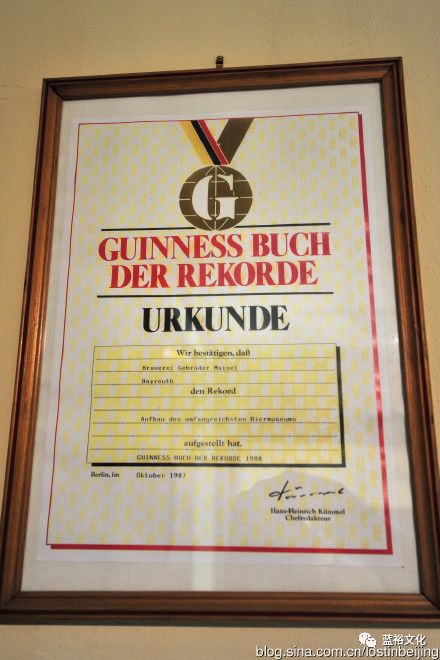 G
GUINNESS BUCH
DER REKORDE
URKUNDE
Wir bestätigen, daß
Brauerei Gebrüder Maisel
Bayreuth
den Rekord
Aufbau des umfangreichsten Biermuseums
aufgestellt hat.
GUINNESS BUCH DER REKORDE 1988
Berlin, im Oktober 1987
Hans-Heinrich Kümmel
Chefredakteur
蓝裕文化
blog.sina.com.cn/lostinbeijing